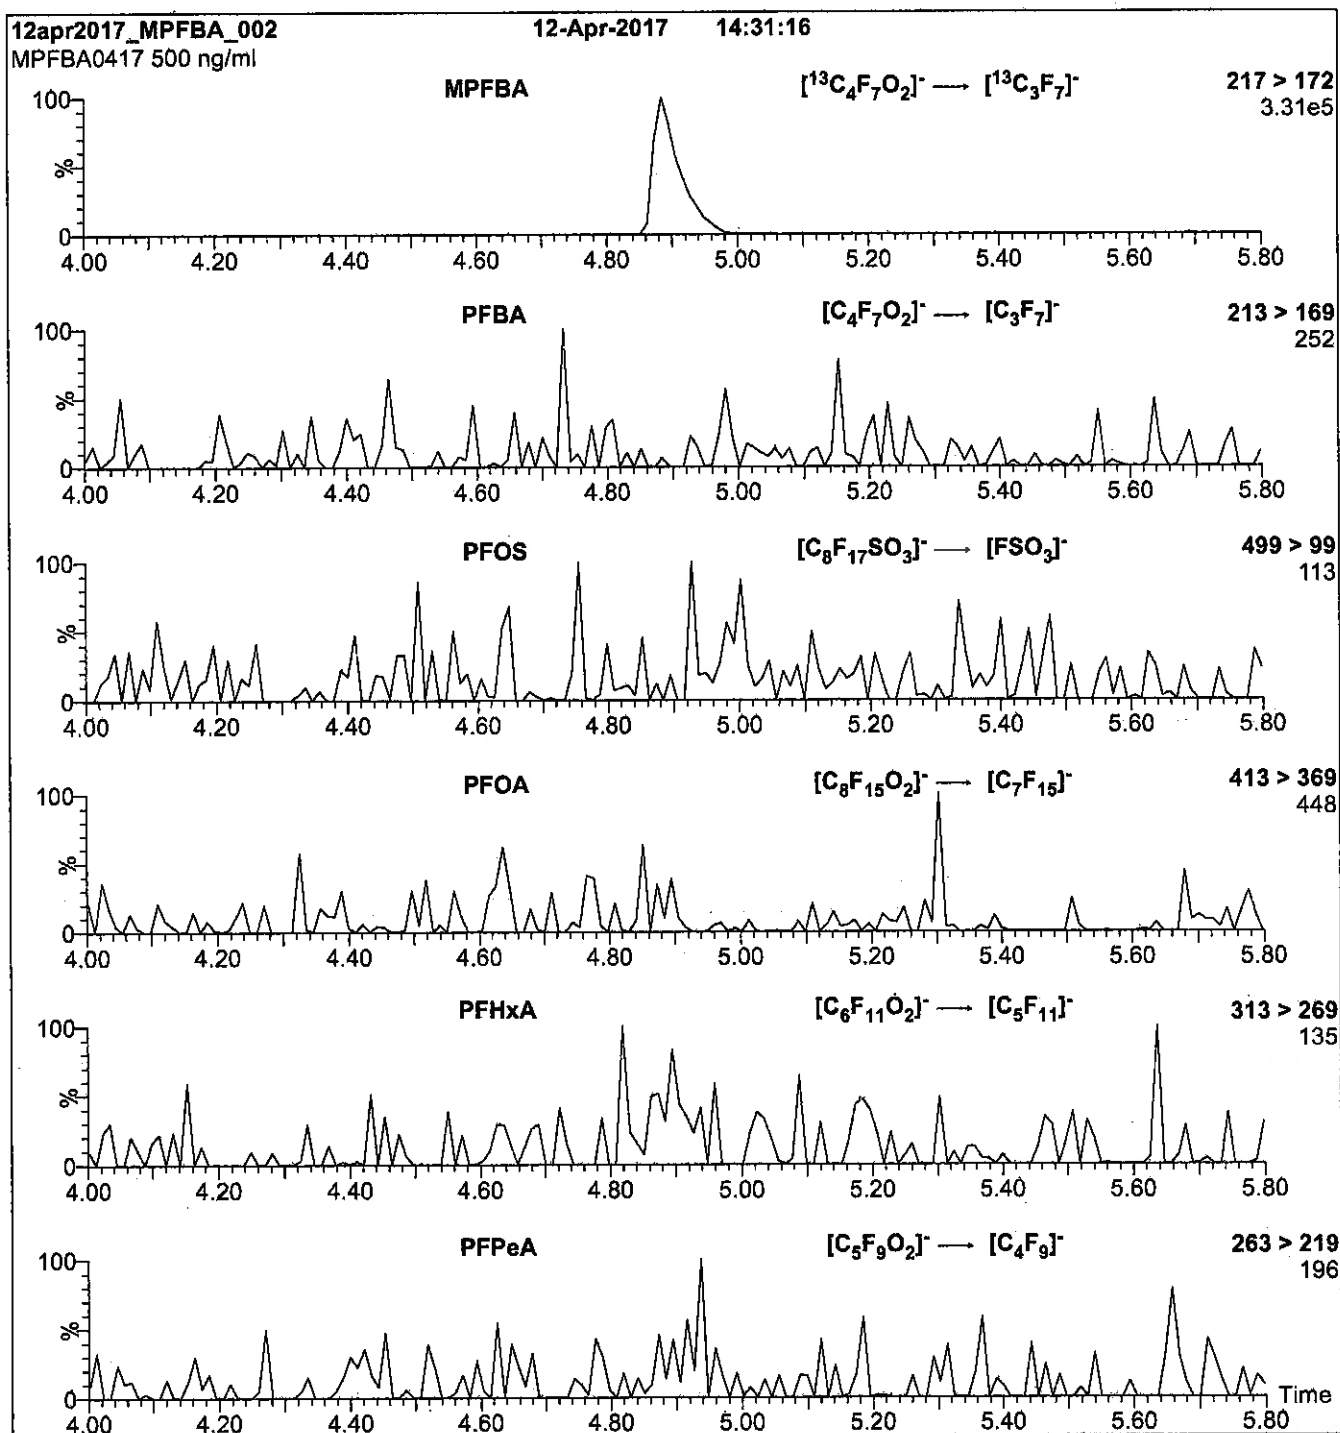 12apr2017_MPFBA_002 12-Apr-2017 14:31:16
MPFBA0417 500 ng/ml
MPFBA [¹³C₄F₇O₂]⁻ → [¹³C₃F₇]⁻ 217 > 172
3.31e5
100
%
0
4.00 4.20 4.40 4.60 4.80 5.00 5.20 5.40 5.60 5.80
PFBA [C₄F₇O₂]⁻ → [C₃F₇]⁻ 213 > 169
252
100
%
0
4.00 4.20 4.40 4.60 4.80 5.00 5.20 5.40 5.60 5.80
PFOS [C₈F₁₇SO₃]⁻ → [FSO₃]⁻ 499 > 99
113
100
%
0
4.00 4.20 4.40 4.60 4.80 5.00 5.20 5.40 5.60 5.80
PFOA [C₈F₁₅O₂]⁻ → [C₇F₁₅]⁻ 413 > 369
448
100
%
0
4.00 4.20 4.40 4.60 4.80 5.00 5.20 5.40 5.60 5.80
PFHxA [C₆F₁₁O₂]⁻ → [C₅F₁₁]⁻ 313 > 269
135
100
%
0
4.00 4.20 4.40 4.60 4.80 5.00 5.20 5.40 5.60 5.80
PFPeA [C₅F₉O₂]⁻ → [C₄F₉]⁻ 263 > 219
196
100
%
0
Time
4.00 4.20 4.40 4.60 4.80 5.00 5.20 5.40 5.60 5.80